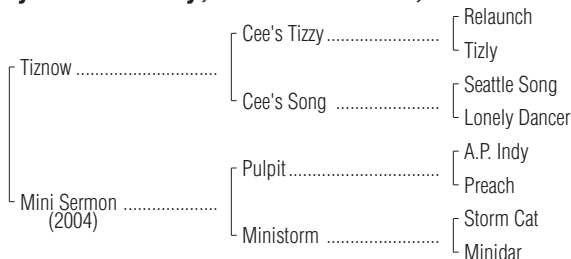 Relaunch
Cee's Tizzy
Tizly
Tiznow
Seattle Song
Cee's Song
Lonely Dancer
A.P. Indy
Pulpit
Preach
Mini Sermon
(2004)
Storm Cat
Ministorm
Minidar